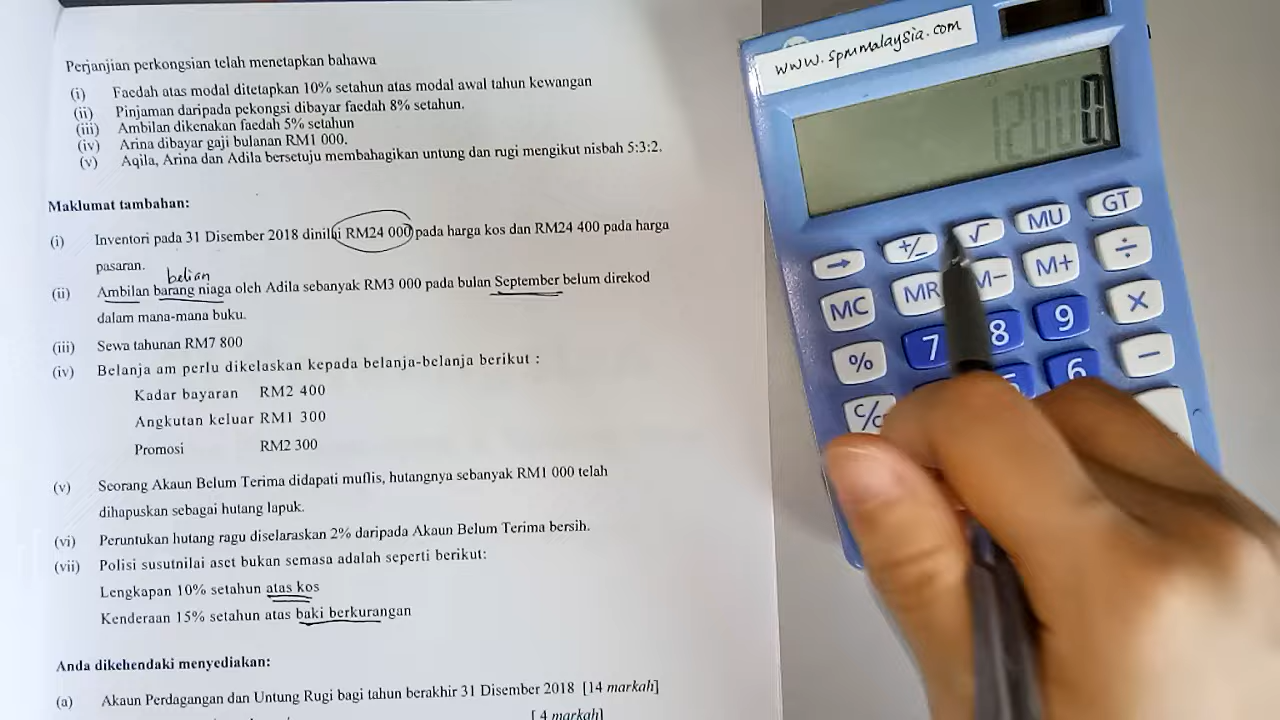 Perjanjian perkongsian telah menetapkan bahawa
(i) Faedah atas modal ditetapkan 10% setahun atas modal awal tahun kewangan
(ii) Pinjaman daripada pekongsi dibayar faedah 8% setahun.
(iii) Ambilan dikenakan faedah 5% setahun
(iv) Arina dibayar gaji bulanan RM1 000.
(v) Aqila, Arina dan Adila bersetuju membahagikan untung dan rugi mengikut nisbah 5:3:2.
Maklumat tambahan:
(i) Inventori pada 31 Disember 2018 dinilai RM24 000 pada harga kos dan RM24 400 pada harga
pasaran.
belian
(ii) Ambilan barang niaga oleh Adila sebanyak RM3 000 pada bulan September belum direkod
dalam mana-mana buku.
(iii) Sewa tahunan RM7 800
(iv) Belanja am perlu dikelaskan kepada belanja-belanja berikut :
Kadar bayaran RM2 400
Angkutan keluar RM1 300
Promosi RM2 300
(v) Seorang Akaun Belum Terima didapati muflis, hutangnya sebanyak RM1 000 telah
dihapuskan sebagai hutang lapuk.
(vi) Peruntukan hutang ragu diselaraskan 2% daripada Akaun Belum Terima bersih.
(vii) Polisi susutnilai aset bukan semasa adalah seperti berikut:
Lengkapan 10% setahun atas kos
Kenderaan 15% setahun atas baki berkurangan
Anda dikehendaki menyediakan:
(a) Akaun Perdagangan dan Untung Rugi bagi tahun berakhir 31 Disember 2018 [14 markah]
[ 4 markah]
www.spmmalaysia.com
0
→ +/- √ MU GT
MC MR M- M+ ÷
% 7 8 9 ×
6 −